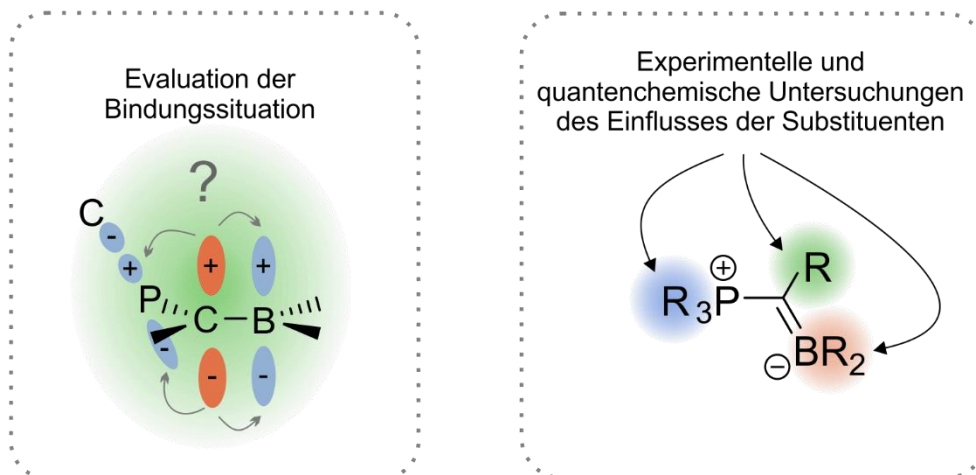 Evaluation der
Bindungssituation
?
C
-
+
+
+
P
C
B
-
-
-
Experimentelle und
quantenchemische Untersuchungen
des Einflusses der Substituenten
⊕
R
R₃P
⊖BR₂